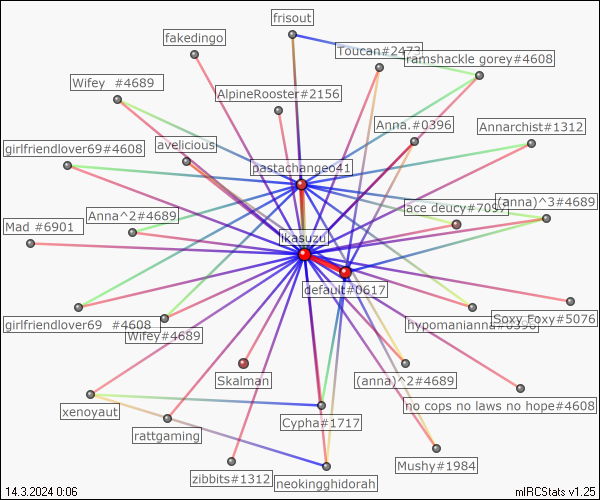 frisout
fakedingo
Toucan#2473
ramshackle gorey#4608
Wifey  #4689
AlpineRooster#2156
Anna.#0396
Annarchist#1312
girlfriendlover69#4608
avelicious
pastachangeo41
ace deucy#7097
(anna)^3#4689
Anna^2#4689
Mad #6901
ikasuzu
default#0617
girlfriendlover69  #4608
Wifey#4689
hypomanianna#0396
Soxy Foxy#5076
Skalman
(anna)^2#4689
no cops no laws no hope#4608
xenoyaut
Cypha#1717
rattgaming
Mushy#1984
zibbits#1312
neokingghidorah
14.3.2024 0:06
mIRCStats v1.25